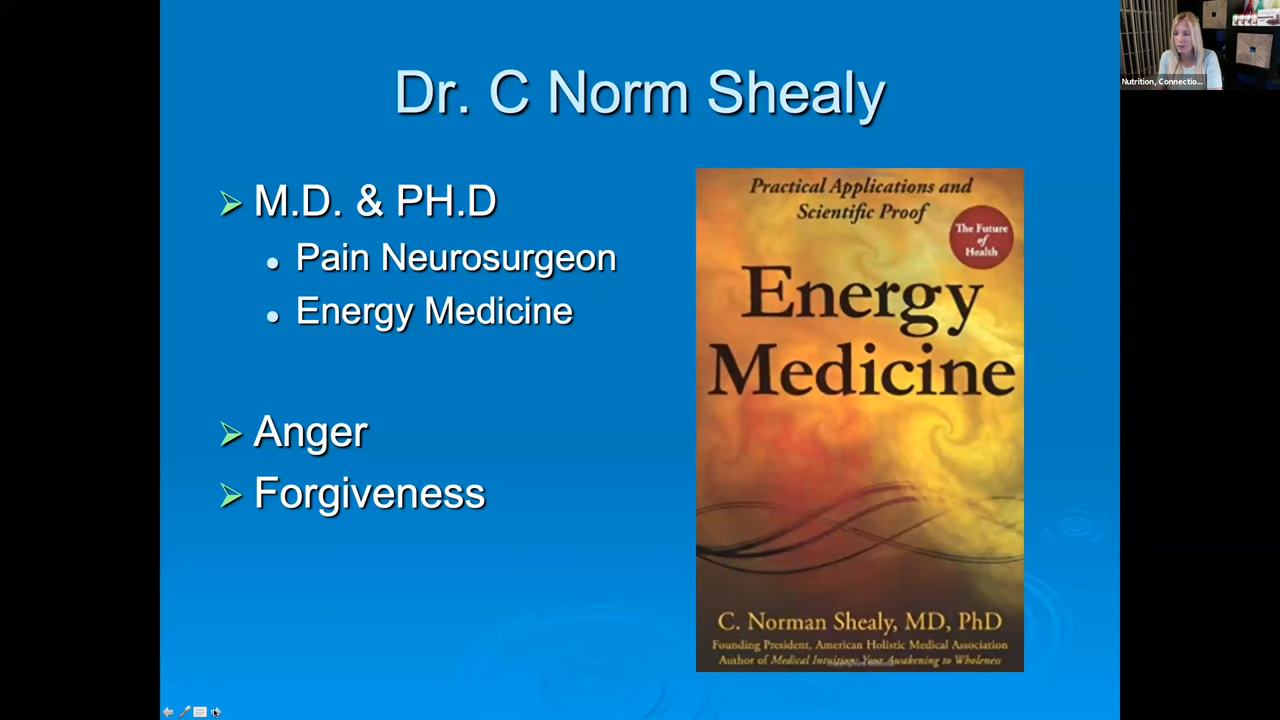 Dr. C Norm Shealy
M.D. & PH.D
Pain Neurosurgeon
Energy Medicine
Anger
Forgiveness
Practical Applications and
Scientific Proof
The Future
of
Health
Energy
Medicine
C. Norman Shealy, MD, PhD
Founding President, American Holistic Medical Association
Author of Medical Intuition: Your Awakening to Wholeness
Nutrition, Connectio...